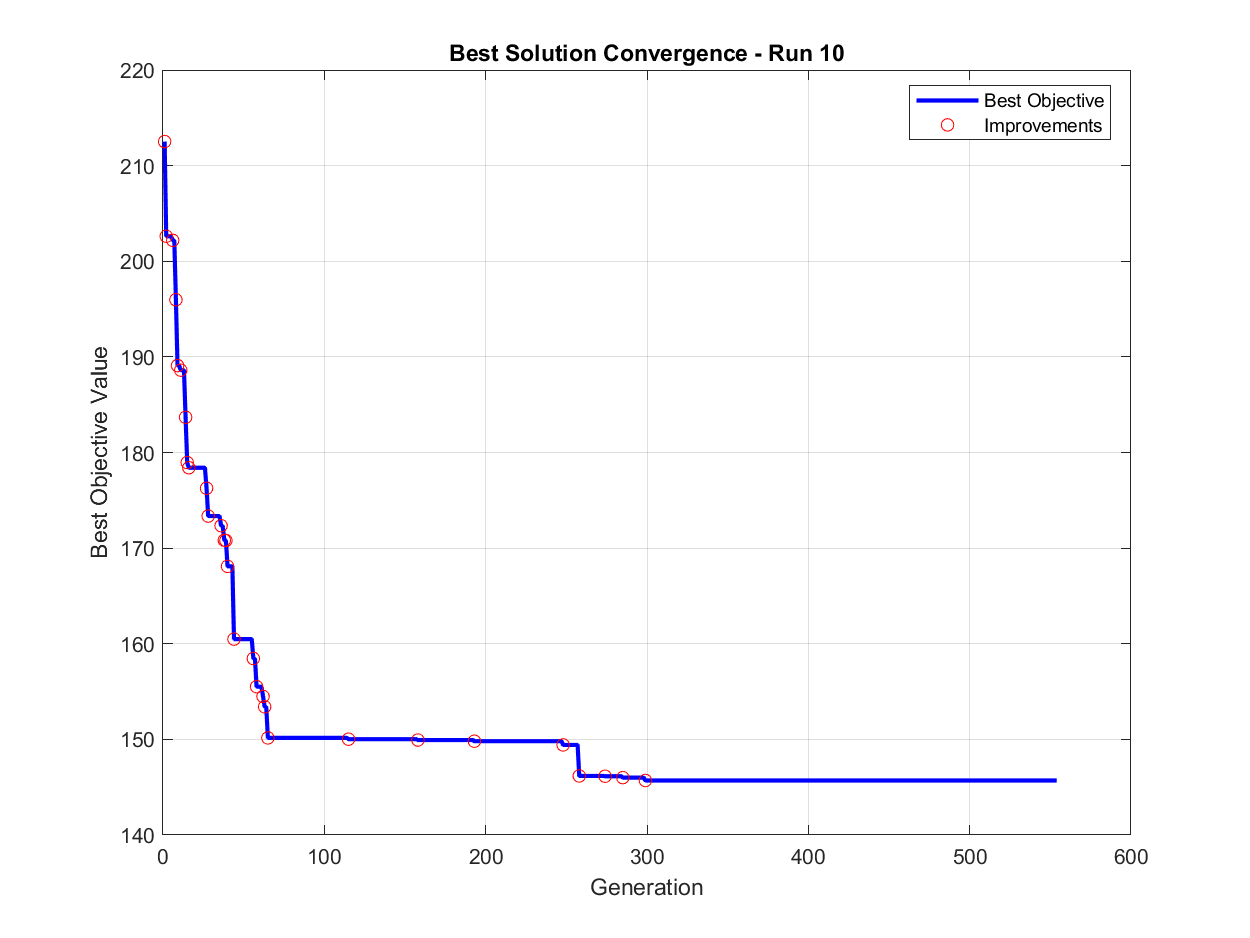 Best Solution Convergence - Run 10
Best Objective
Improvements
220
210
200
190
180
170
160
150
140
Best Objective Value
0 100 200 300 400 500 600
Generation